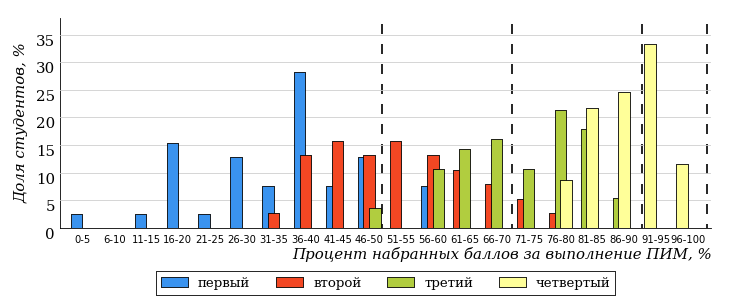 Доля студентов, %
35
30
25
20
15
10
5
0
0-5 6-10 11-15 16-20 21-25 26-30 31-35 36-40 41-45 46-50 51-55 56-60 61-65 66-70 71-75 76-80 81-85 86-90 91-95 96-100
Процент набранных баллов за выполнение ПИМ, %
первый второй третий четвертый